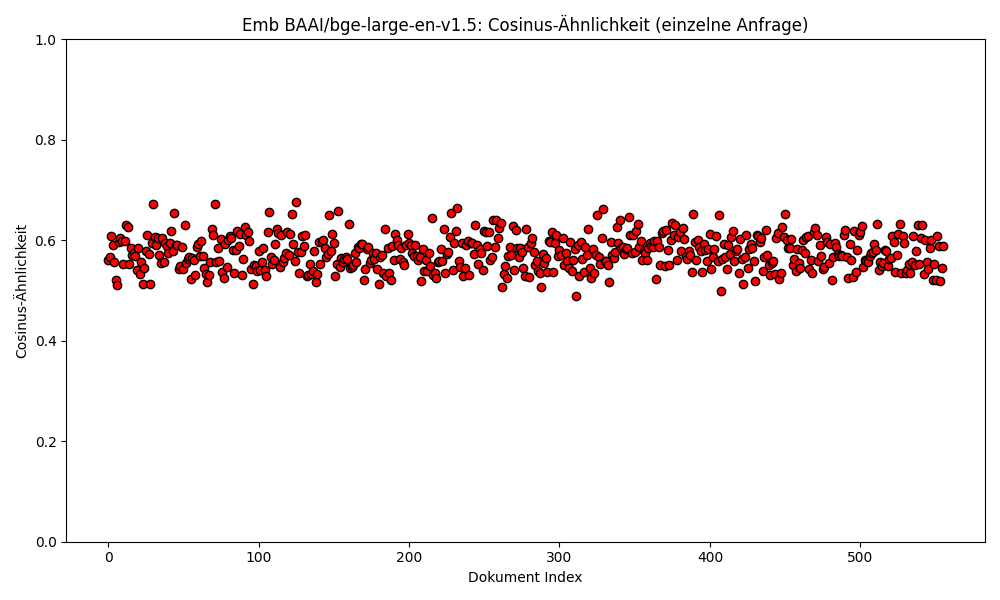 Emb BAAI/bge-large-en-v1.5: Cosinus-Ähnlichkeit (einzelne Anfrage)
1.0
0.8
0.6
0.4
0.2
0.0
Cosinus-Ähnlichkeit
0 100 200 300 400 500
Dokument Index